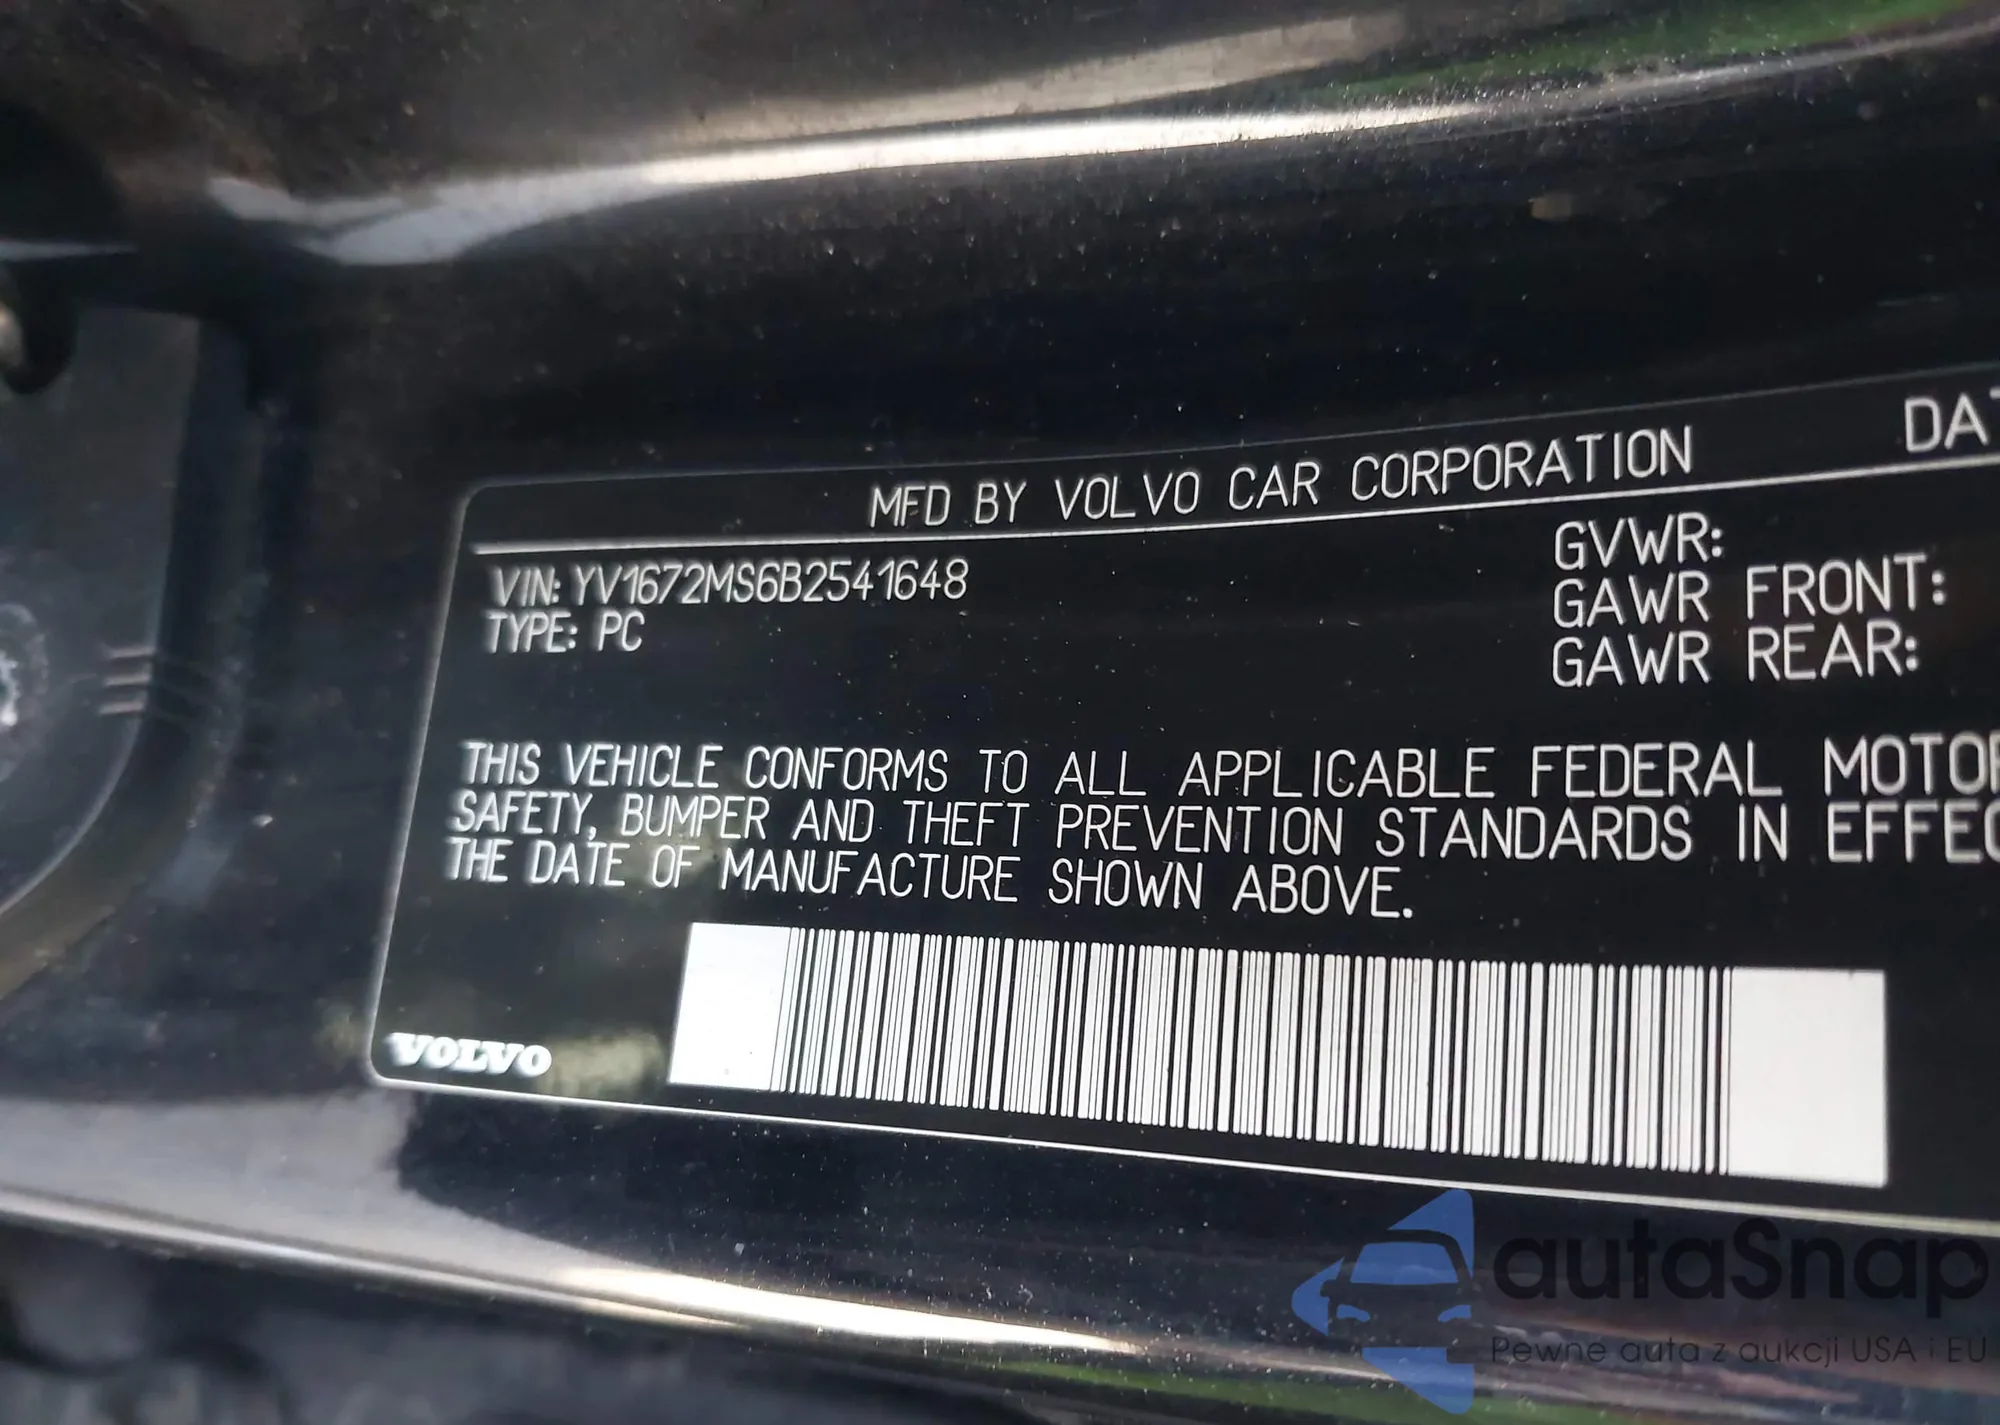 MFD BY VOLVO CAR CORPORATION
VIN: YV1672MS6B2541648
TYPE: PC
GVWR:
GAWR FRONT:
GAWR REAR:
THIS VEHICLE CONFORMS TO ALL APPLICABLE FEDERAL MOTOR
SAFETY, BUMPER AND THEFT PREVENTION STANDARDS IN EFFEC
THE DATE OF MANUFACTURE SHOWN ABOVE.
VOLVO
autaSnap
Pewne auta z aukcji USA i EU